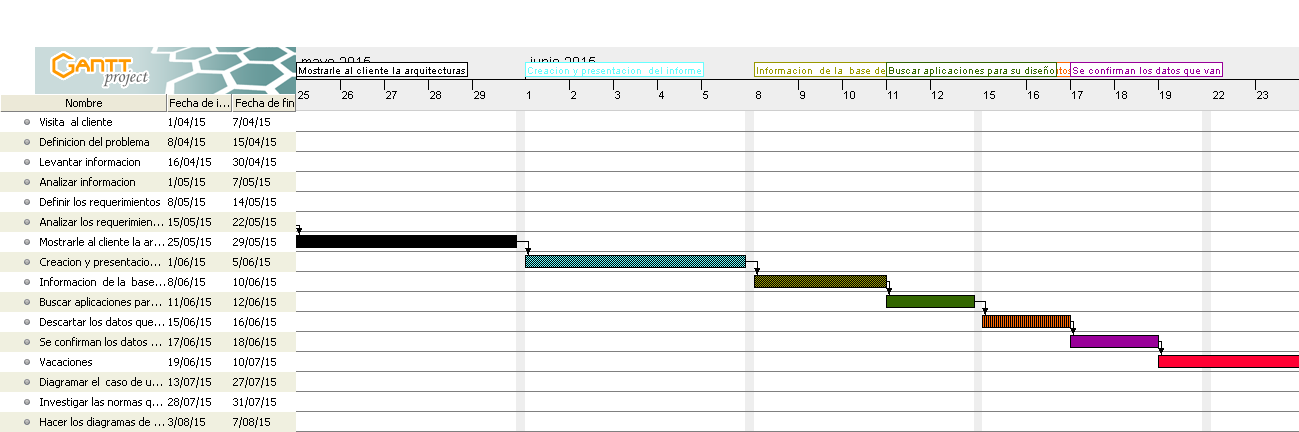 GANTT
project
mayo 2015
junio 2015
Mostrarle al cliente la arquitecturas
Creacion y presentacion del informe
Informacion de la base de
Buscar aplicaciones para su diseño
Se confirman los datos que van
25 26 27 28 29 1 2 3 4 5 8 9 10 11 12 15 16 17 18 19 22 23
Nombre Fecha de i... Fecha de fin
Visita al cliente 1/04/15 7/04/15
Definicion del problema 8/04/15 15/04/15
Levantar informacion 16/04/15 30/04/15
Analizar informacion 1/05/15 7/05/15
Definir los requerimientos 8/05/15 14/05/15
Analizar los requerimien... 15/05/15 22/05/15
Mostrarle al cliente la ar... 25/05/15 29/05/15
Creacion y presentacio... 1/06/15 5/06/15
Informacion de la base... 8/06/15 10/06/15
Buscar aplicaciones par... 11/06/15 12/06/15
Descartar los datos que... 15/06/15 16/06/15
Se confirman los datos ... 17/06/15 18/06/15
Vacaciones 19/06/15 10/07/15
Diagramar el caso de u... 13/07/15 27/07/15
Investigar las normas q... 28/07/15 31/07/15
Hacer los diagramas de ... 3/08/15 7/08/15